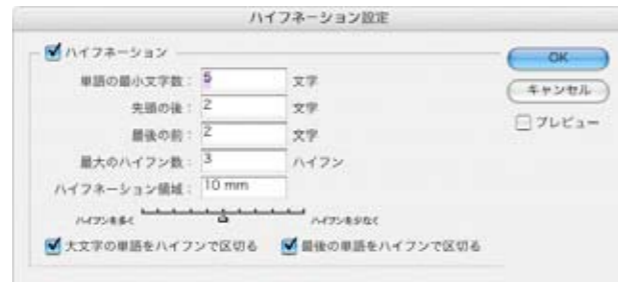 ハイフネーション設定
ハイフネーション
単語の最小文字数： 5 文字
先頭の後： 2 文字
最後の前： 2 文字
最大のハイフン数： 3 ハイフン
ハイフネーション領域： 10 mm
ハイフンを多く ハイフンを少なく
大文字の単語をハイフンで区切る 最後の単語をハイフンで区切る
OK
キャンセル
プレビュー